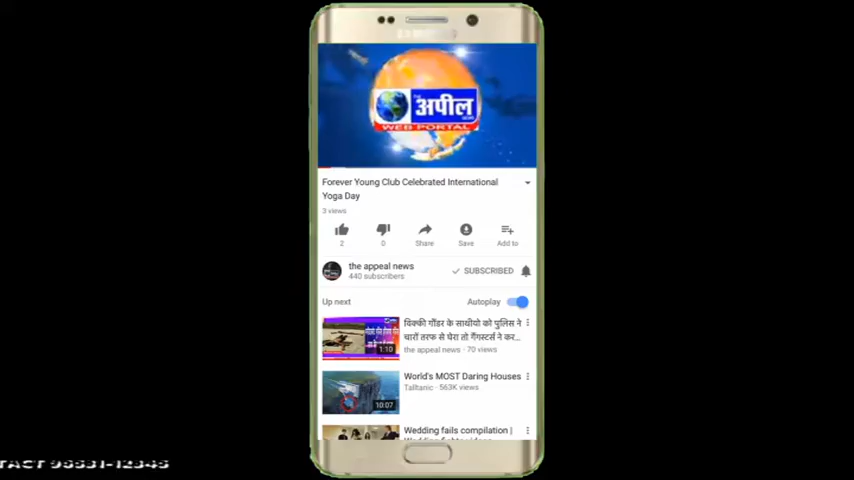 SAMSUNG
अपील
WEB PORTAL
Forever Young Club Celebrated International
Yoga Day
3 views
2
0
Share
Save
Add to
the appeal news
440 subscribers
SUBSCRIBED
Up next
Autoplay
विक्की गौंडर के साथीयो को पुलिस ने
चारों तरफ से घेरा तो गैंगस्टर्स ने कर...
the appeal news · 70 views
1:10
World's MOST Daring Houses
Talltanic · 563K views
10:07
Wedding fails compilation |
TACT 98881-12345